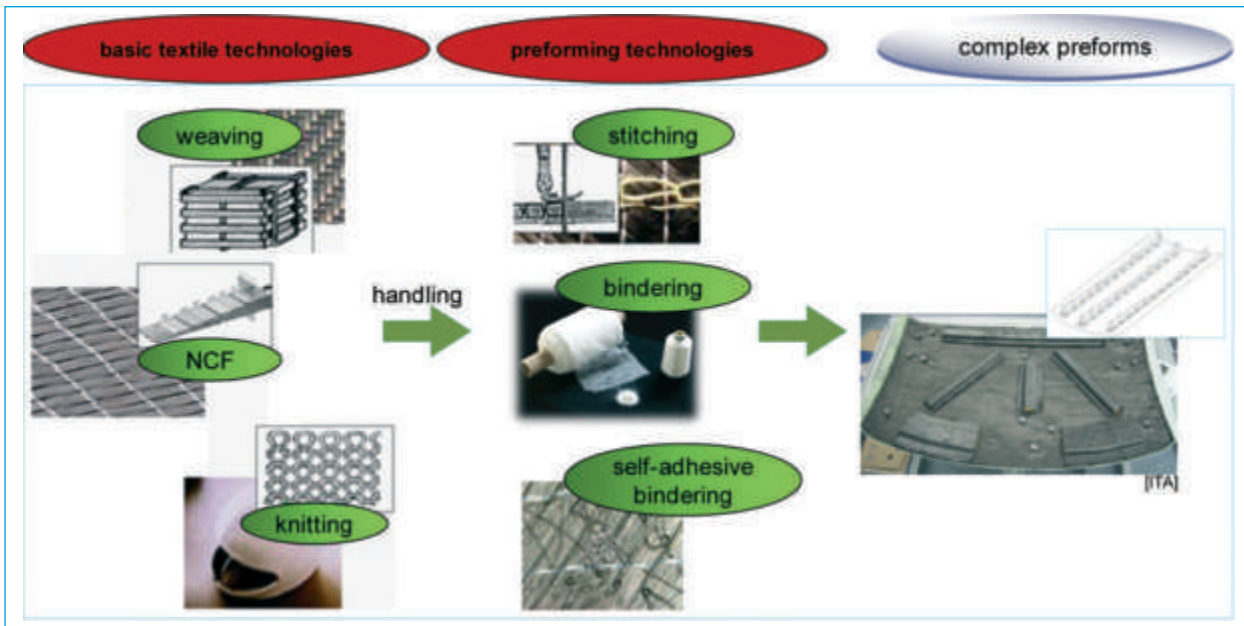 basic textile technologies
preforming technologies
complex preforms
weaving
NCF
knitting
handling
stitching
bindering
self-adhesive
bindering
[ITA]